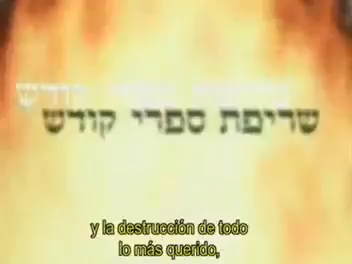 שריפת ספרי קודש
y la destrucción de todo
lo más querido,